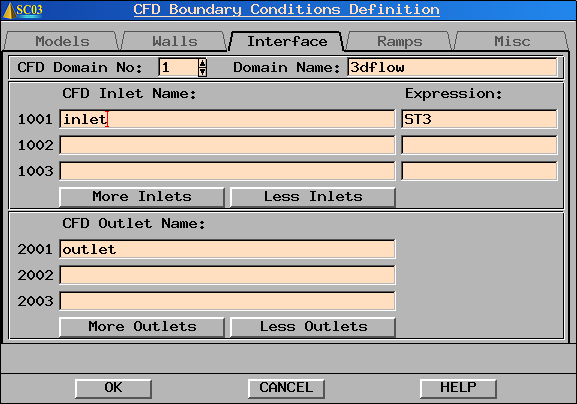 SC03 CFD Boundary Conditions Definition
Models Walls Interface Ramps Misc
CFD Domain No: 1 Domain Name: 3dflow
CFD Inlet Name: Expression:
1001 inlet ST3
1002
1003
More Inlets Less Inlets
CFD Outlet Name:
2001 outlet
2002
2003
More Outlets Less Outlets
OK CANCEL HELP